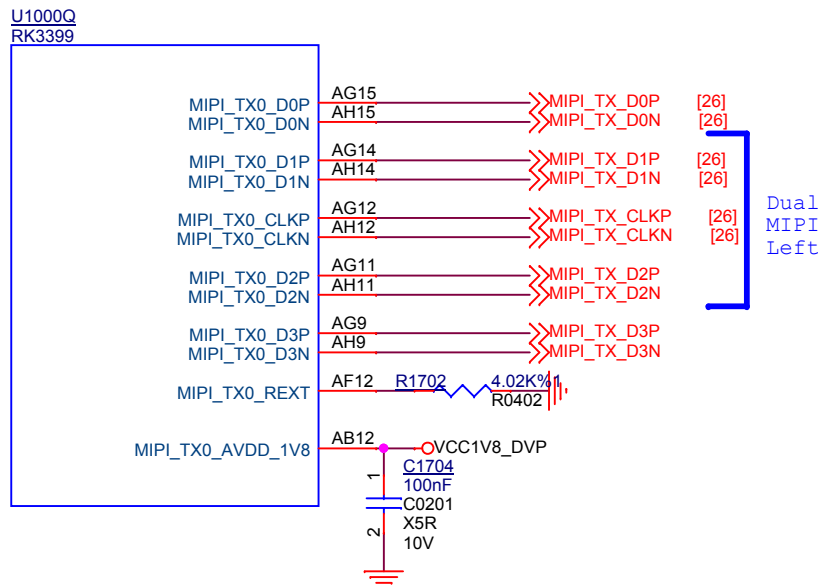 U1000Q
RK3399
MIPI_TX0_D0P AG15 MIPI_TX_D0P [26]
MIPI_TX0_D0N AH15 MIPI_TX_D0N [26]
MIPI_TX0_D1P AG14 MIPI_TX_D1P [26]
MIPI_TX0_D1N AH14 MIPI_TX_D1N [26]
MIPI_TX0_CLKP AG12 MIPI_TX_CLKP [26]
MIPI_TX0_CLKN AH12 MIPI_TX_CLKN [26]
Dual
MIPI
Left
MIPI_TX0_D2P AG11 MIPI_TX_D2P
MIPI_TX0_D2N AH11 MIPI_TX_D2N
MIPI_TX0_D3P AG9 MIPI_TX_D3P
MIPI_TX0_D3N AH9 MIPI_TX_D3N
MIPI_TX0_REXT AF12 R1702 4.02K%1
R0402
MIPI_TX0_AVDD_1V8 AB12 VCC1V8_DVP
1
C1704
100nF
C0201
X5R
2
10V